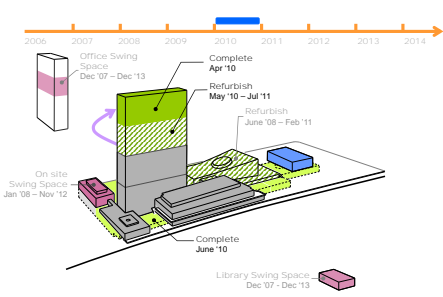 2006 2007 2008 2009 2010 2011 2012 2013 2014
Office Swing
Space
Dec '07 – Dec '13
Complete
Apr '10
Refurbish
May '10 – Jul '11
Refurbish
June '08 – Feb '11
On site
Swing Space
Jan '08 – Nov '12
Complete
June '10
Library Swing Space
Dec '07 - Dec '13